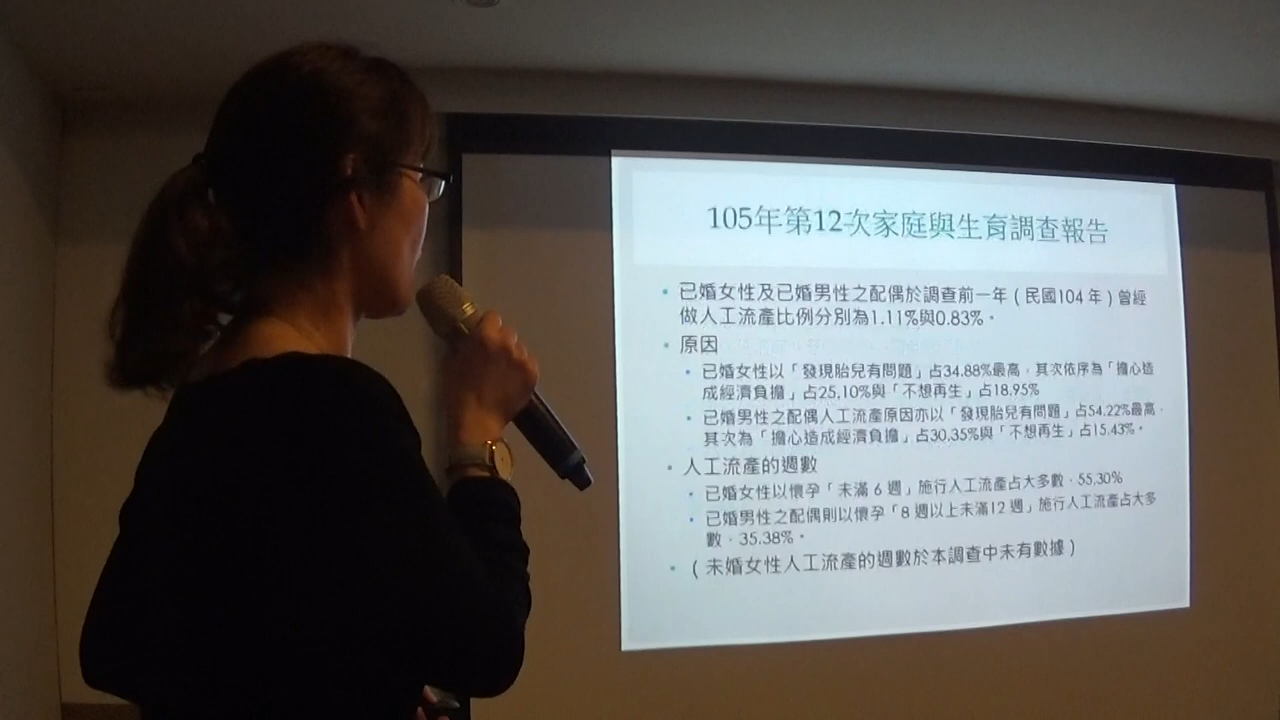 105年第12次家庭與生育調查報告
• 已婚女性及已婚男性之配偶於調查前一年(民國104年)曾經
做人工流產比例分別為1.11%與0.83%。
• 原因
• 已婚女性以「發現胎兒有問題」占34.88%最高,其次依序為「擔心造
成經濟負擔」占25.10%與「不想再生」占18.95%
• 已婚男性之配偶人工流產原因亦以「發現胎兒有問題」占54.22%最高,
其次為「擔心造成經濟負擔」占30.35%與「不想再生」占15.43%。
• 人工流產的週數
• 已婚女性以懷孕「未滿6週」施行人工流產占大多數,55.30%
• 已婚男性之配偶則以懷孕「8週以上未滿12週」施行人工流產占大多
數,35.38%。
• (未婚女性人工流產的週數於本調查中未有數據)